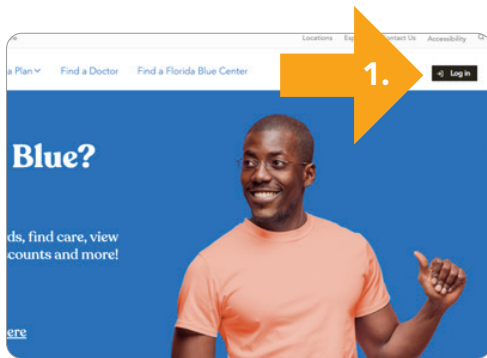 Locations Contact Us Accessibility
a Plan Find a Doctor Find a Florida Blue Center
1.
Log in
Blue?
ds, find care, view
counts and more!
ere